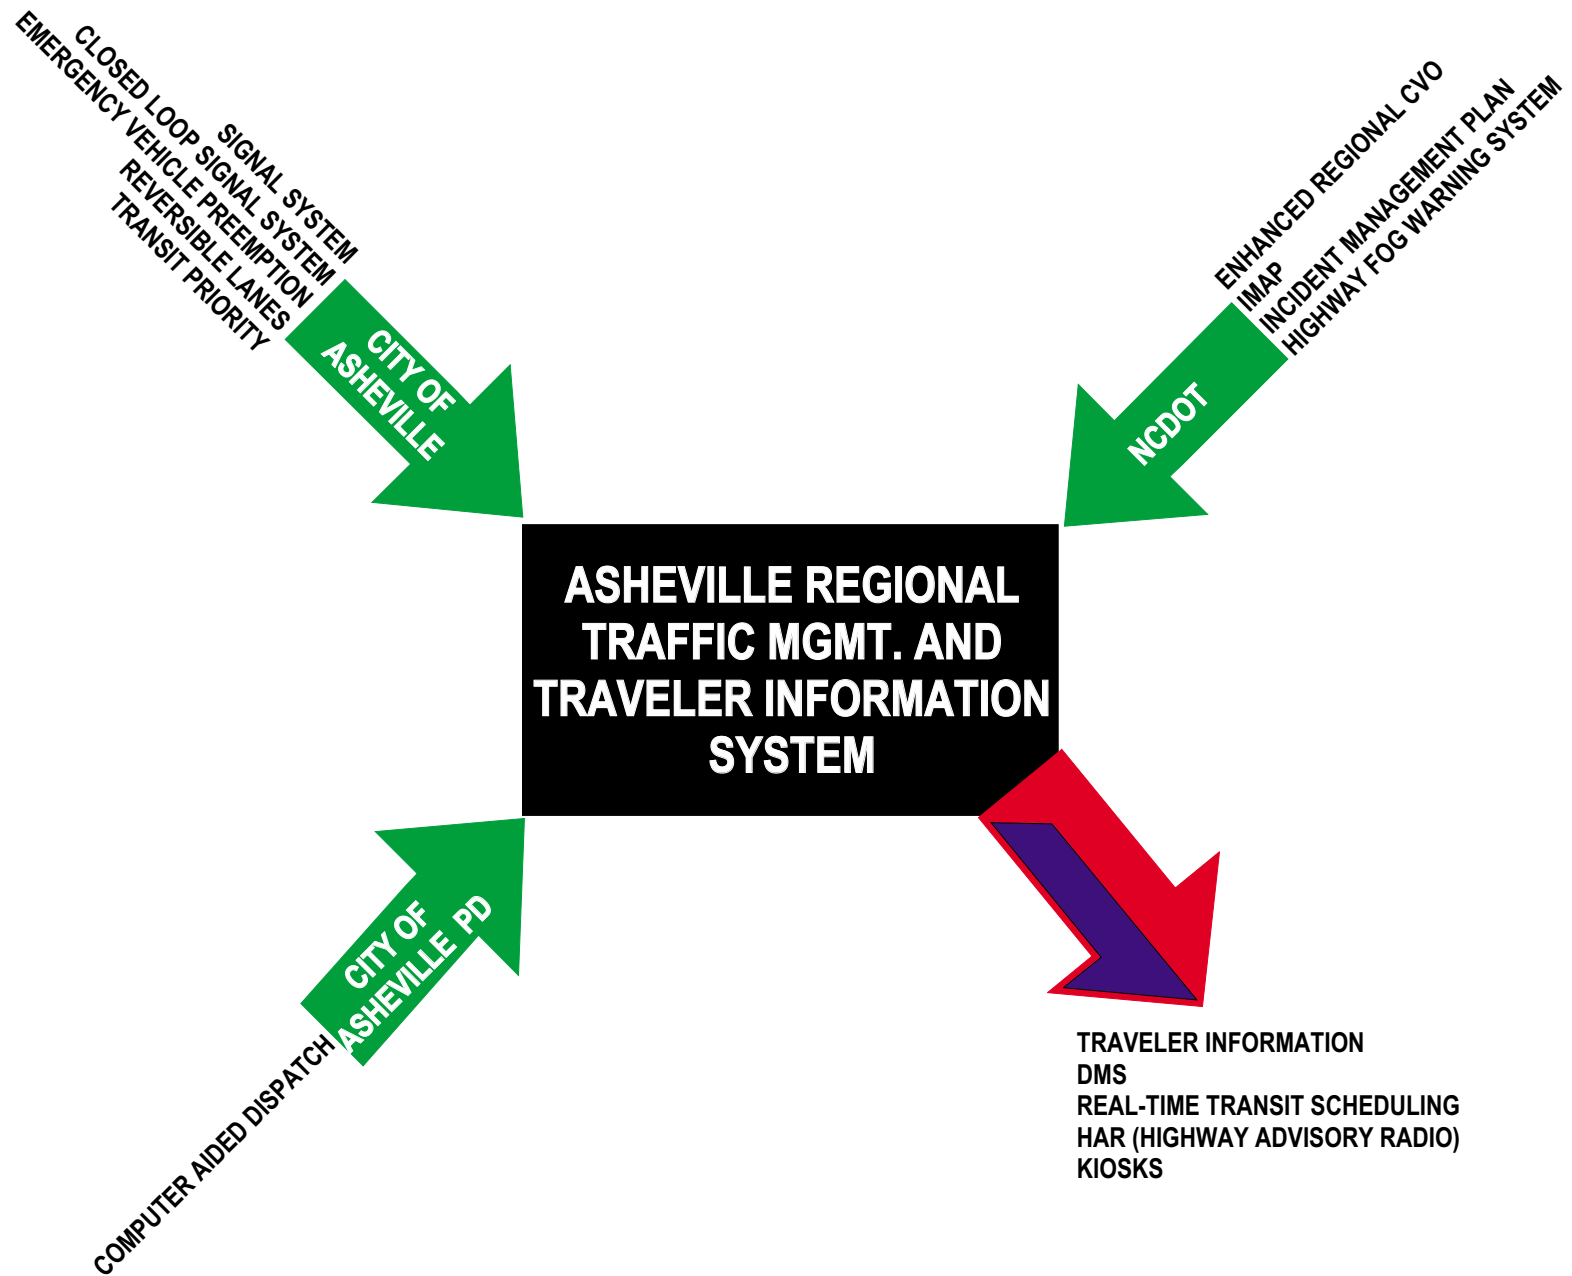 SIGNAL SYSTEM
CLOSED LOOP SIGNAL SYSTEM
EMERGENCY VEHICLE PREEMPTION
REVERSIBLE LANES
TRANSIT PRIORITY
CITY OF
ASHEVILLE
ENHANCED REGIONAL CVO
IMAP
INCIDENT MANAGEMENT PLAN
HIGHWAY FOG WARNING SYSTEM
NCDOT
ASHEVILLE REGIONAL
TRAFFIC MGMT. AND
TRAVELER INFORMATION
SYSTEM
CITY OF
ASHEVILLE PD
COMPUTER AIDED DISPATCH
TRAVELER INFORMATION
DMS
REAL-TIME TRANSIT SCHEDULING
HAR (HIGHWAY ADVISORY RADIO)
KIOSKS